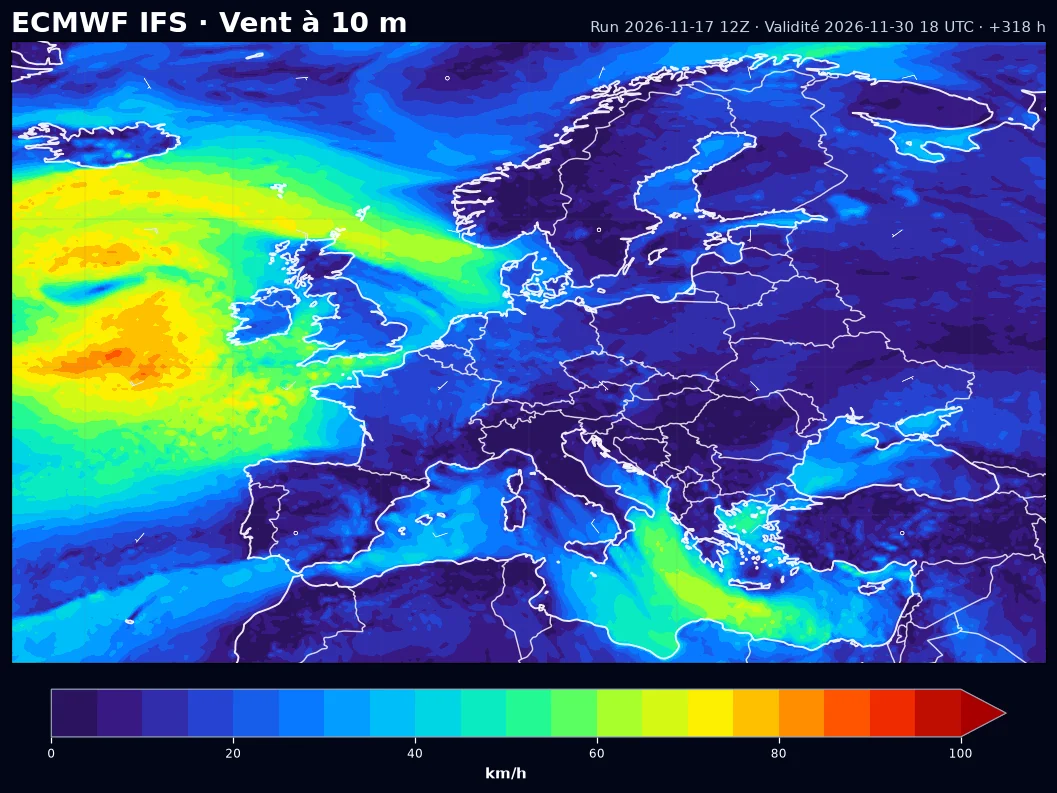 ECMWF IFS · Vent à 10 m
Run 2026-11-17 12Z · Validité 2026-11-30 18 UTC · +318 h
0 20 40 60 80 100
km/h